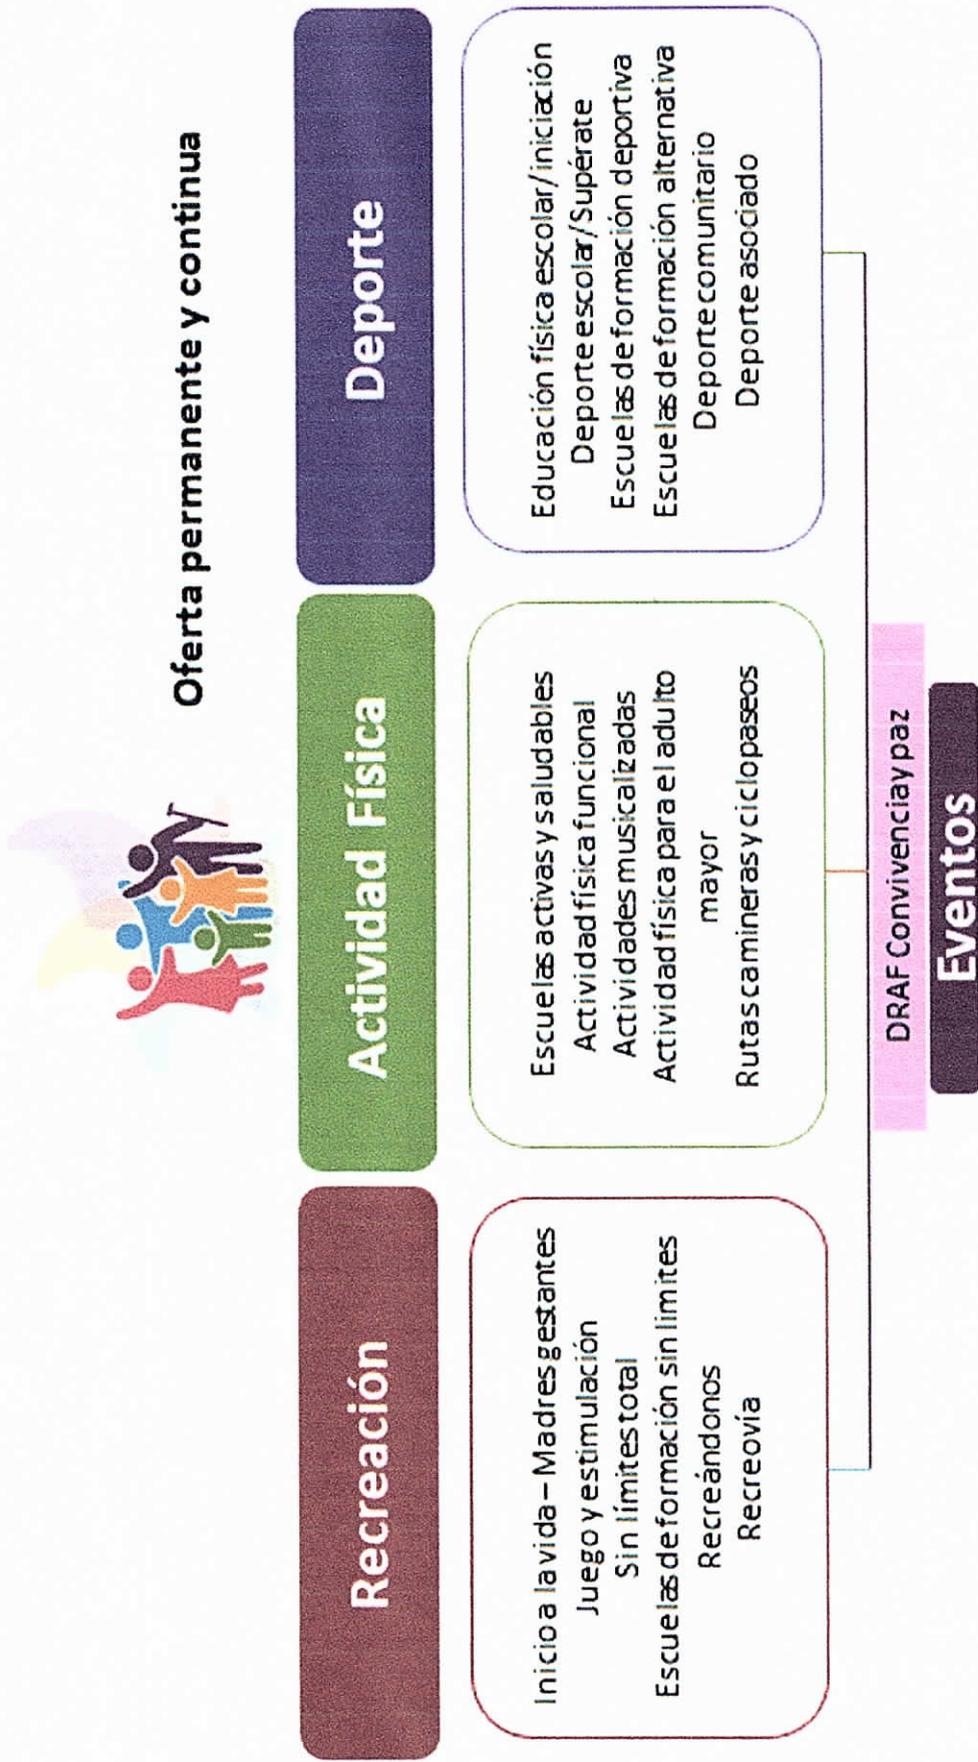 Oferta permanente y continua
Recreación
Inicio a la vida – Madres gestantes
Juego y estimulación
Sin límites total
Escuelas de formación sin limites
Recreándonos
Recreovía
Actividad Física
Escuelas activas y saludables
Actividad física funcional
Actividades musicalizadas
Actividad física para el adulto
mayor
Rutas camineras y ciclopaseos
Deporte
Educación física escolar/iniciación
Deporte escolar/Supérate
Escuelas de formación deportiva
Escuelas de formación alternativa
Deporte comunitario
Deporte asociado
DRAF Convivencia y paz
Eventos